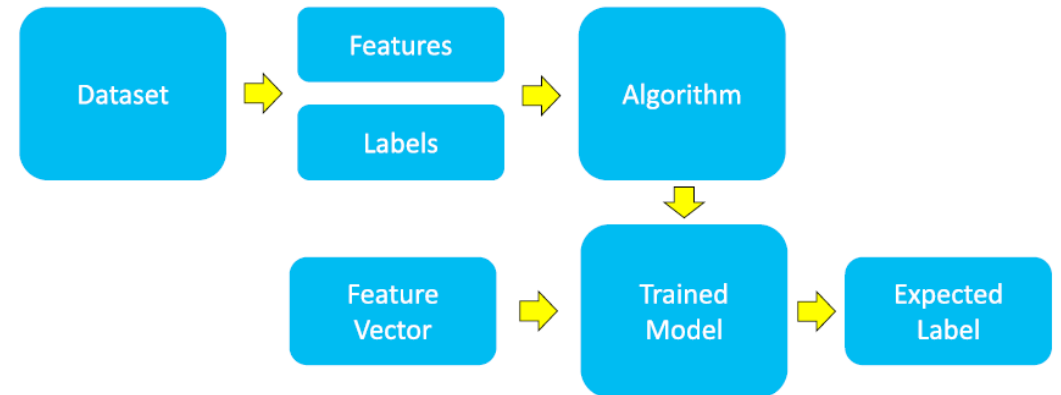 Dataset
Features
Labels
Algorithm
Feature
Vector
Trained
Model
Expected
Label